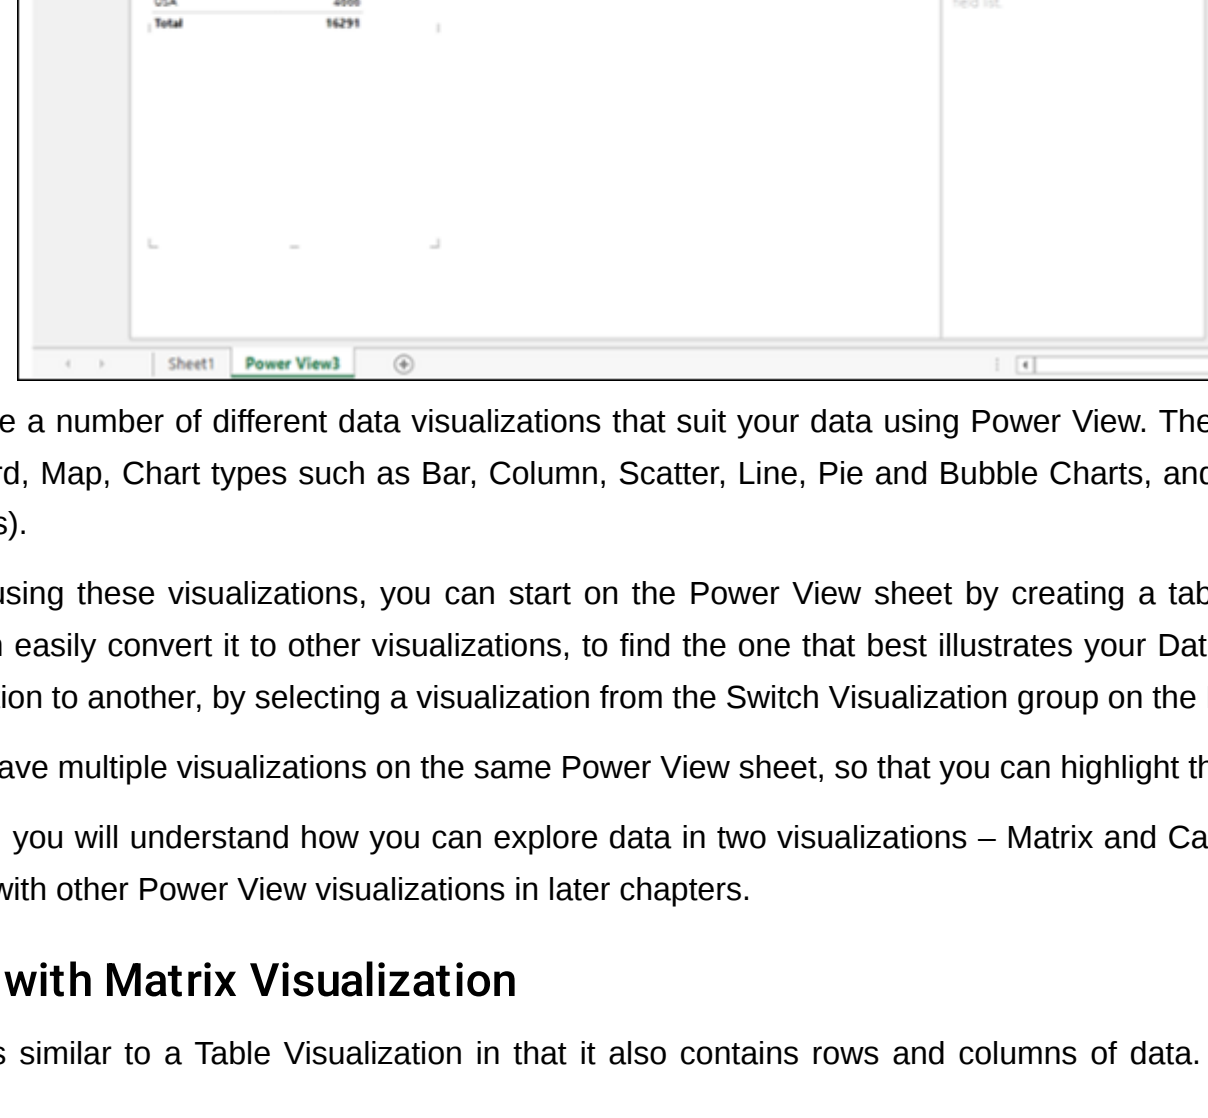 USA 4666
Total 16291
field list.
Sheet1 Power View3
e a number of different data visualizations that suit your data using Power View. The
rd, Map, Chart types such as Bar, Column, Scatter, Line, Pie and Bubble Charts, and
s).
using these visualizations, you can start on the Power View sheet by creating a tab
n easily convert it to other visualizations, to find the one that best illustrates your Dat
tion to another, by selecting a visualization from the Switch Visualization group on the
ave multiple visualizations on the same Power View sheet, so that you can highlight th
, you will understand how you can explore data in two visualizations – Matrix and Ca
with other Power View visualizations in later chapters.
with Matrix Visualization
s similar to a Table Visualization in that it also contains rows and columns of data.